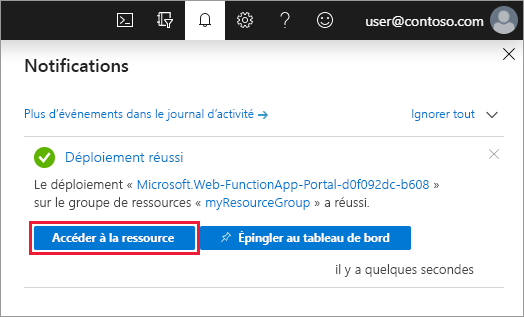 user@contoso.com
Notifications
Plus d'événements dans le journal d'activité →
Ignorer tout
Déploiement réussi
Le déploiement « Microsoft.Web-FunctionApp-Portal-d0f092dc-b608 »
sur le groupe de ressources « myResourceGroup » a réussi.
Accéder à la ressource
Épingler au tableau de bord
il y a quelques secondes